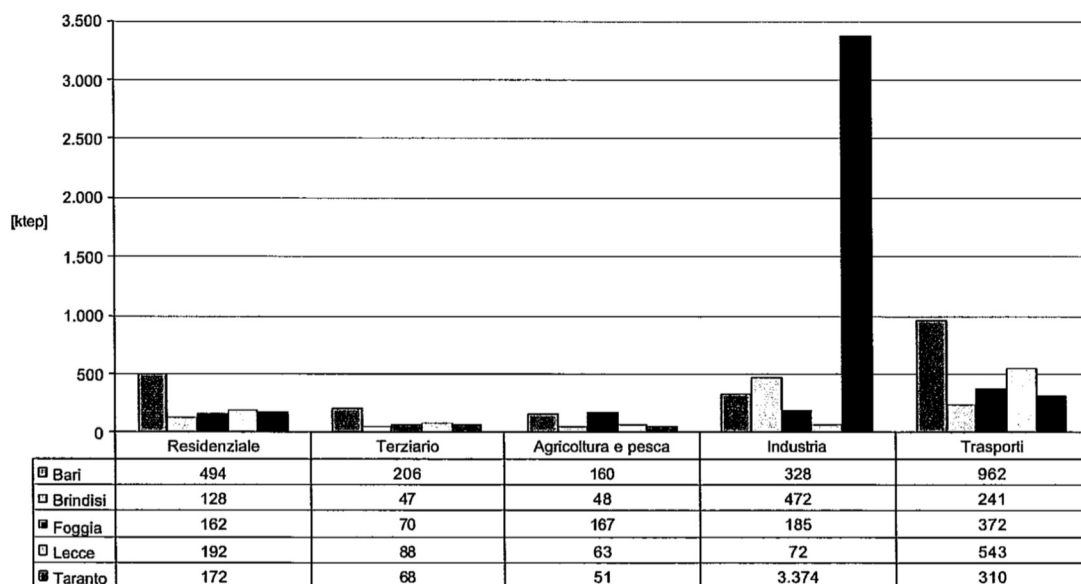 3.500
3.000
2.500
2.000
[ktep]
1.500
1.000
500
0
Residenziale Terziario Agricoltura e pesca Industria Trasporti
Bari 494 206 160 328 962
Brindisi 128 47 48 472 241
Foggia 162 70 167 185 372
Lecce 192 88 63 72 543
Taranto 172 68 51 3.374 310